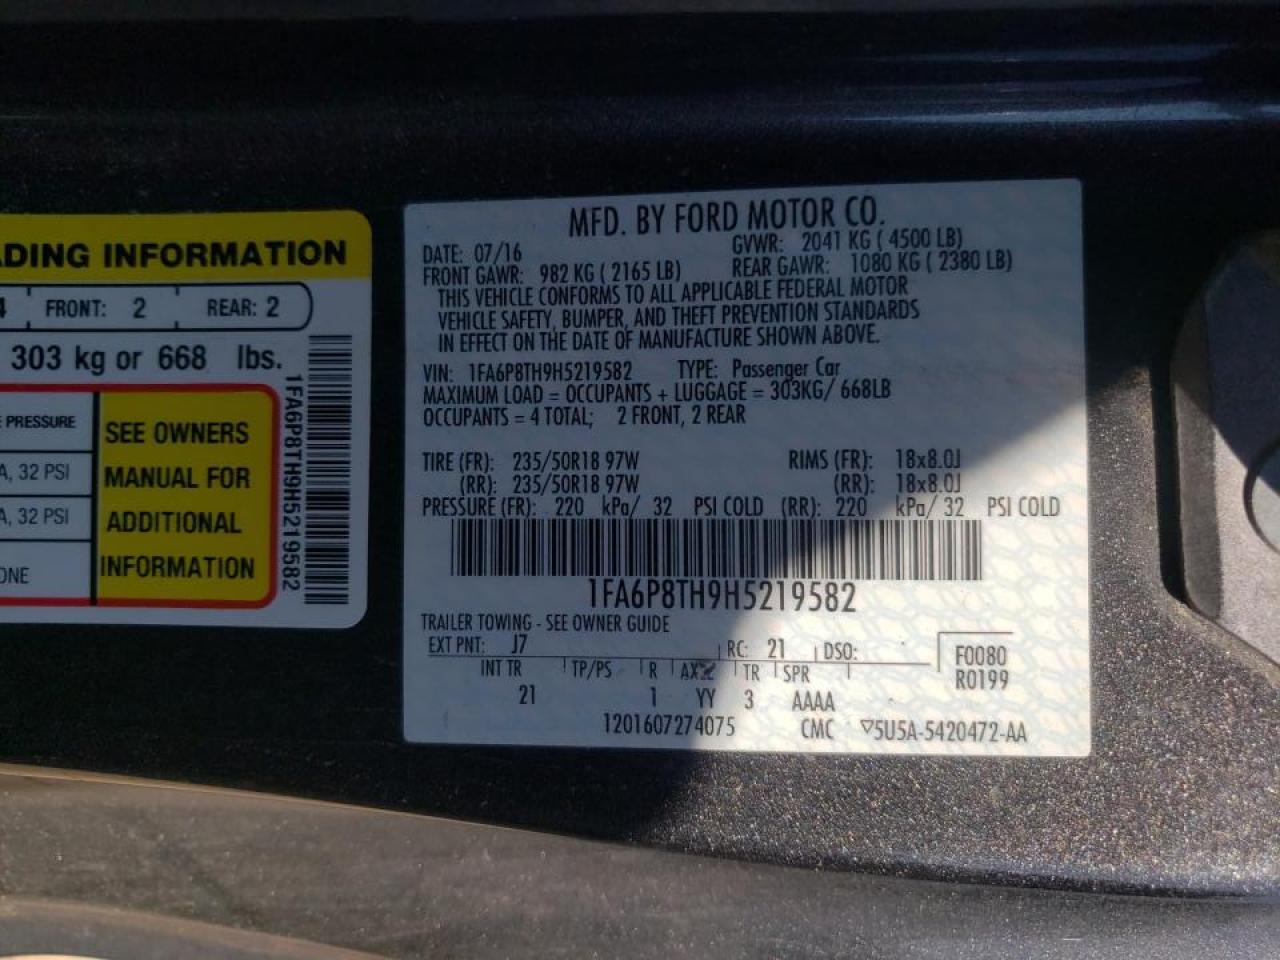 ADING INFORMATION
4 FRONT: 2 REAR: 2
303 kg or 668 lbs.
PRESSURE
A, 32 PSI
A, 32 PSI
ONE
SEE OWNERS
MANUAL FOR
ADDITIONAL
INFORMATION
1FA6P8TH9H5219582
MFD. BY FORD MOTOR CO.
DATE: 07/16 GVWR: 2041 KG ( 4500 LB)
FRONT GAWR: 982 KG ( 2165 LB) REAR GAWR: 1080 KG ( 2380 LB)
THIS VEHICLE CONFORMS TO ALL APPLICABLE FEDERAL MOTOR
VEHICLE SAFETY, BUMPER, AND THEFT PREVENTION STANDARDS
IN EFFECT ON THE DATE OF MANUFACTURE SHOWN ABOVE.
VIN: 1FA6P8TH9H5219582 TYPE: Passenger Car
MAXIMUM LOAD = OCCUPANTS + LUGGAGE = 303KG/ 668LB
OCCUPANTS = 4 TOTAL; 2 FRONT, 2 REAR
TIRE (FR): 235/50R18 97W RIMS (FR): 18x8.0J
(RR): 235/50R18 97W (RR): 18x8.0J
PRESSURE (FR): 220 kPa/ 32 PSI COLD (RR): 220 kPa/ 32 PSI COLD
1FA6P8TH9H5219582
TRAILER TOWING - SEE OWNER GUIDE
EXT PNT: J7 RC: 21 DSO:
F0080
R0199
INT TR TP/PS R TR SPR
21 1 YY 3 AAAA
1201607274075 CMC ▽5U5A-5420472-AA